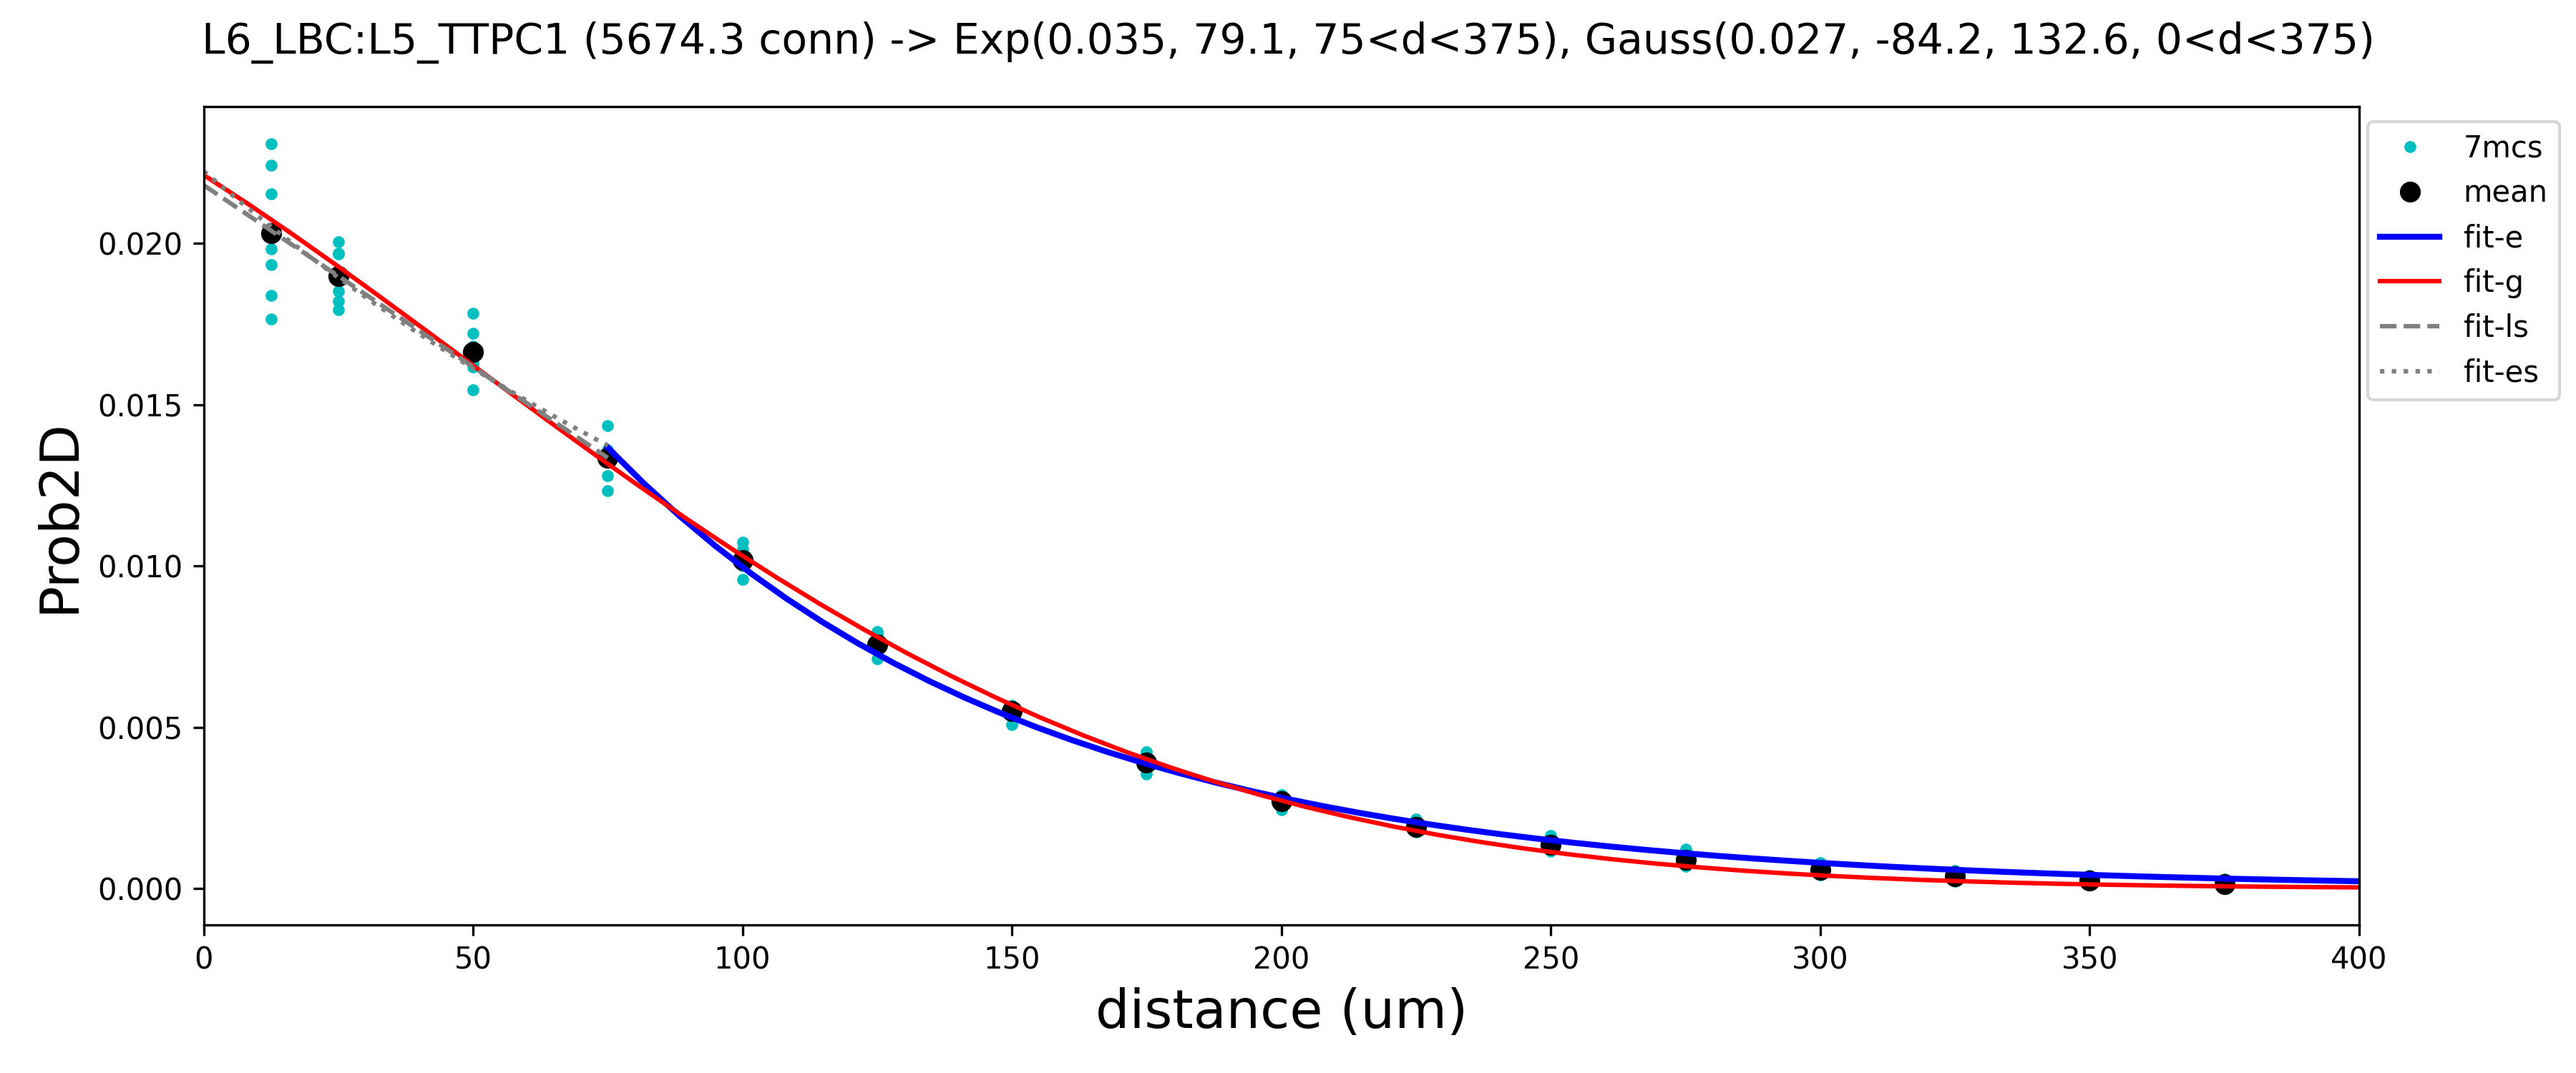 L6_LBC:L5_TTPC1 (5674.3 conn) -> Exp(0.035, 79.1, 75<d<375), Gauss(0.027, -84.2, 132.6, 0<d<375)
7mcs
mean
fit-e
fit-g
fit-ls
fit-es
Prob2D
0.020
0.015
0.010
0.005
0.000
0 50 100 150 200 250 300 350 400
distance (um)